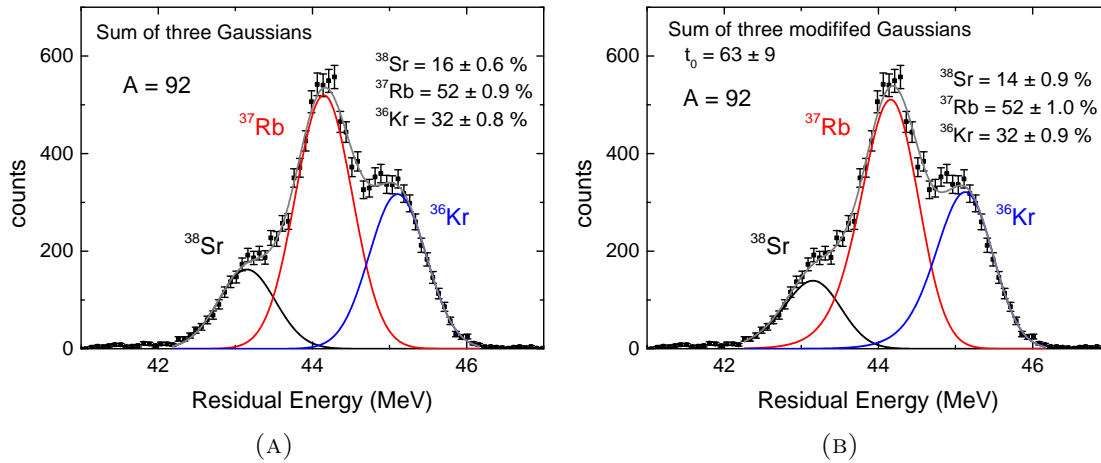 Sum of three Gaussians
A = 92
³⁸Sr = 16 ± 0.6 %
³⁷Rb = 52 ± 0.9 %
³⁶Kr = 32 ± 0.8 %
³⁷Rb
³⁸Sr
³⁶Kr
600
400
200
0
counts
42 44 46
Residual Energy (MeV)
(A)
Sum of three modififed Gaussians
t₀ = 63 ± 9
A = 92
³⁸Sr = 14 ± 0.9 %
³⁷Rb = 52 ± 1.0 %
³⁶Kr = 32 ± 0.9 %
³⁷Rb
³⁸Sr
³⁶Kr
600
400
200
0
counts
42 44 46
Residual Energy (MeV)
(B)